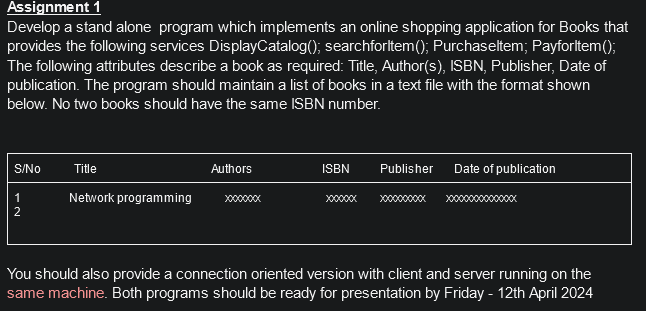 Assignment 1
Develop a stand alone  program which implements an online shopping application for Books that
provides the following services DisplayCatalog(); searchforItem(); PurchaseItem; PayforItem();
The following attributes describe a book as required: Title, Author(s), ISBN, Publisher, Date of
publication. The program should maintain a list of books in a text file with the format shown
below. No two books should have the same ISBN number.
S/No Title Authors ISBN Publisher Date of publication
1 Network programming xxxxxxx xxxxxx xxxxxxxxx xxxxxxxxxxxxxx
2
You should also provide a connection oriented version with client and server running on the
same machine. Both programs should be ready for presentation by Friday - 12th April 2024